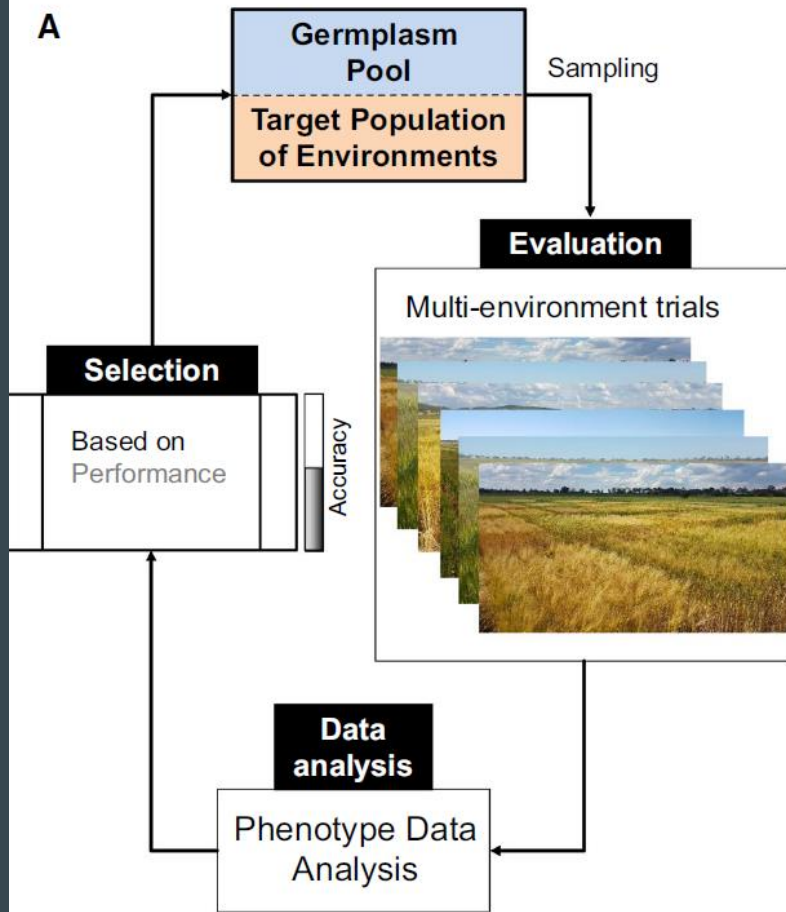 A
Germplasm
Pool
Target Population
of Environments
Sampling
Evaluation
Multi-environment trials
Selection
Based on
Performance
Accuracy
Data
analysis
Phenotype Data
Analysis